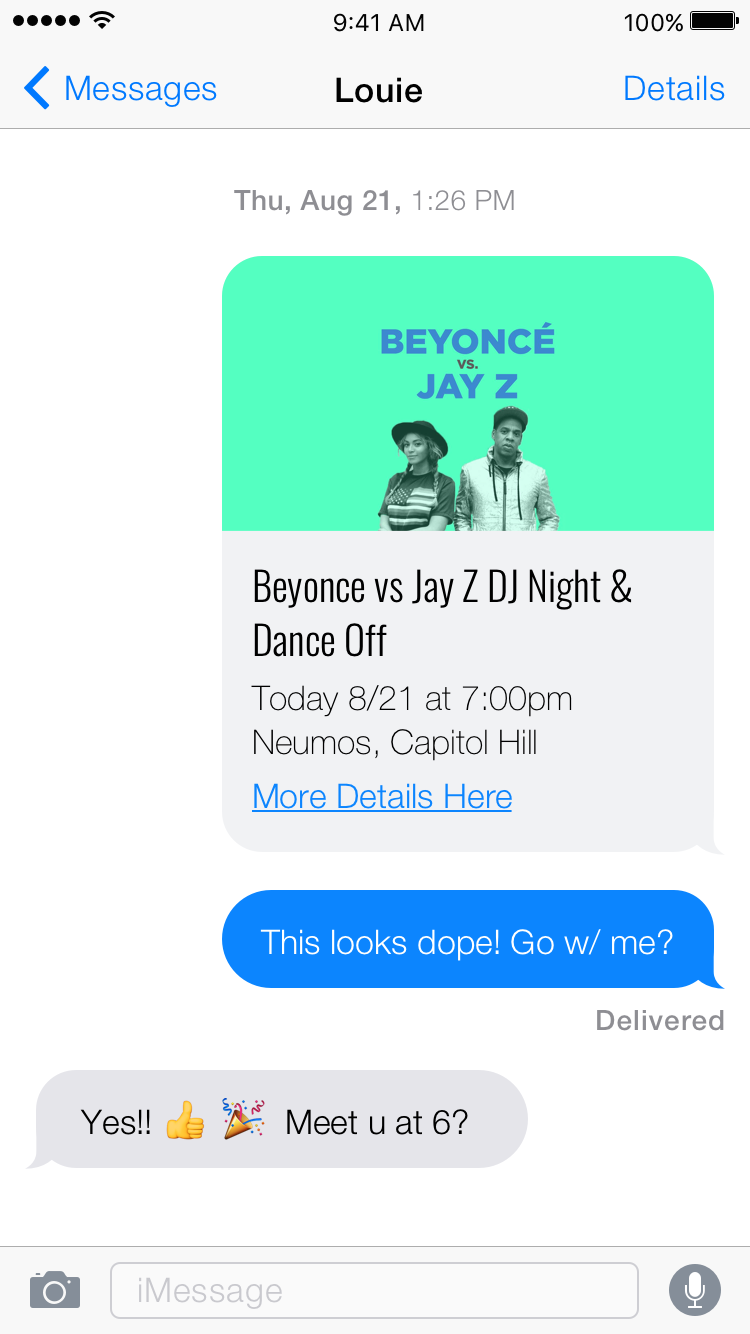 9:41 AM 100%
Messages Louie Details
Thu, Aug 21, 1:26 PM
BEYONCÉ
VS.
JAY Z
Beyonce vs Jay Z DJ Night &
Dance Off
Today 8/21 at 7:00pm
Neumos, Capitol Hill
More Details Here
This looks dope! Go w/ me?
Delivered
Yes!! 👍 🎉 Meet u at 6?
iMessage